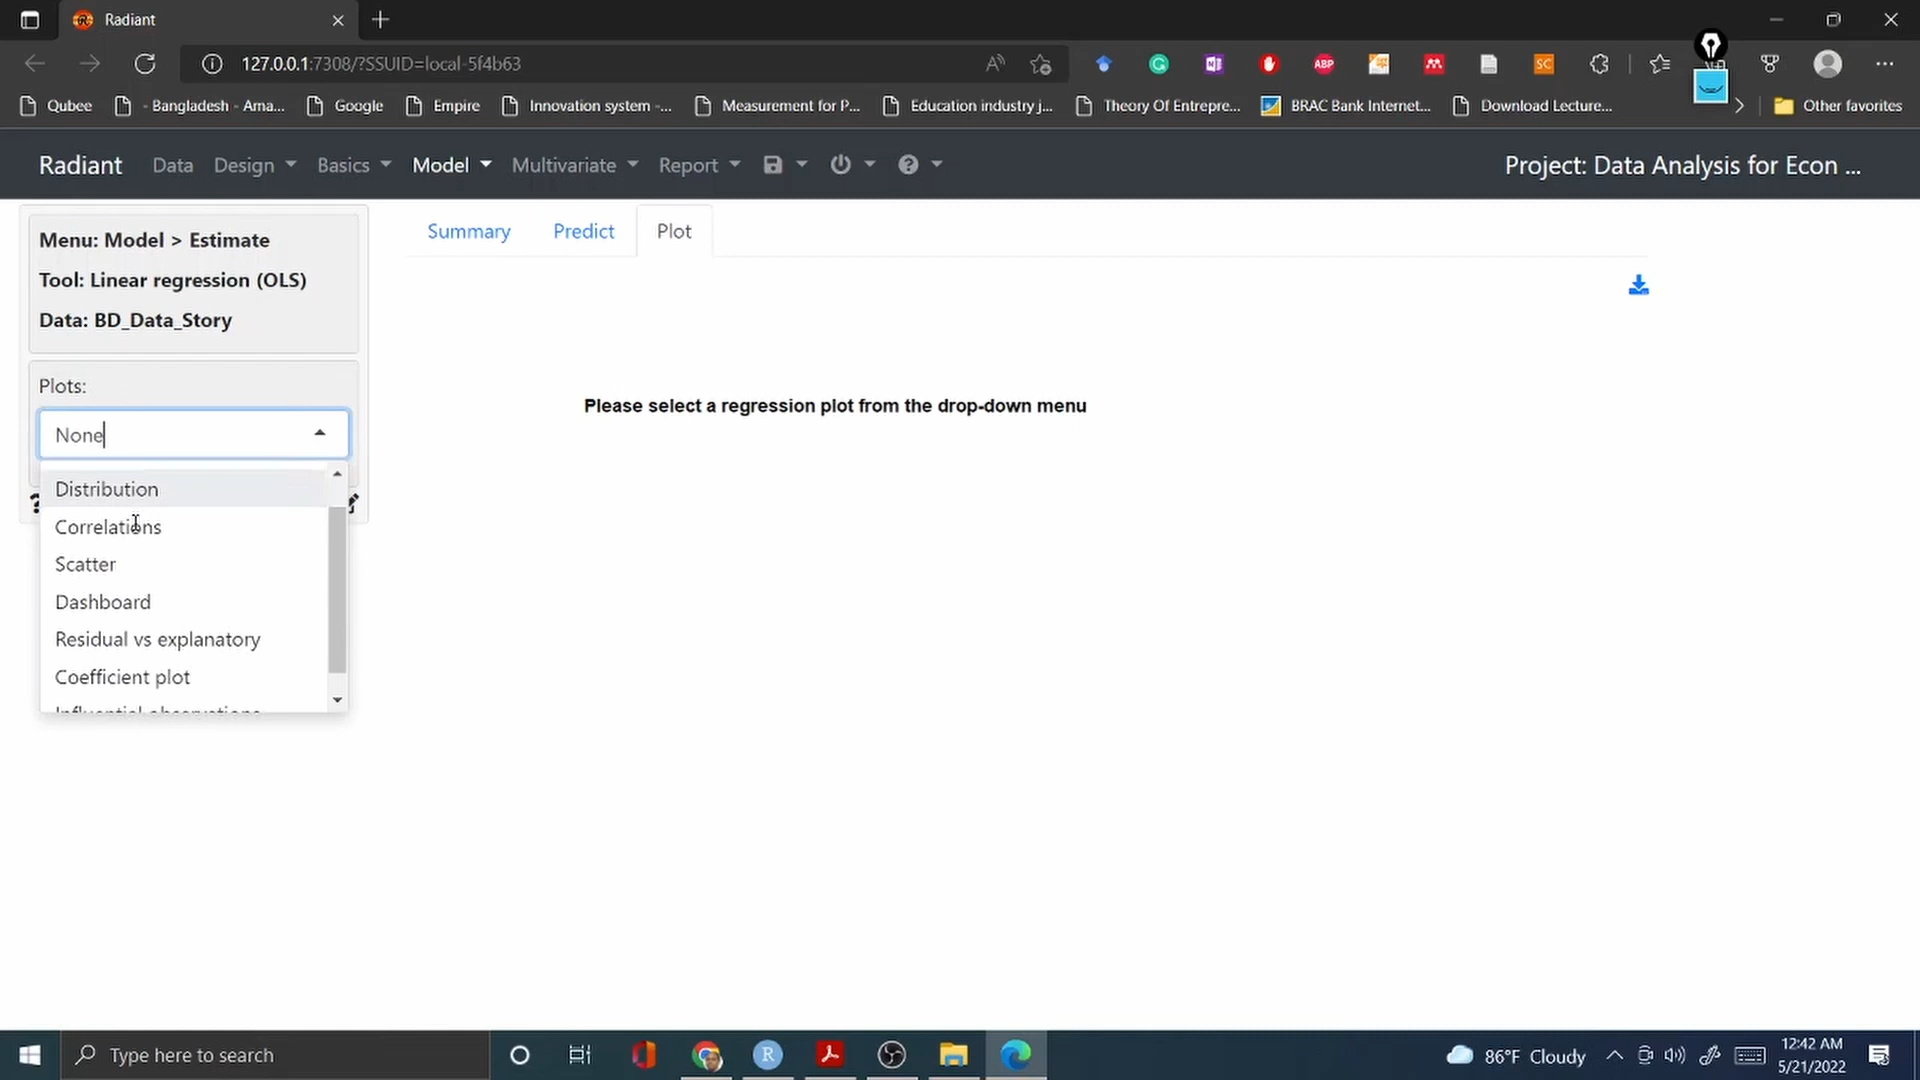 Radiant
127.0.0.1:7308/?SSUID=local-5f4b63
Qubee - Bangladesh - Ama... Google Empire Innovation system -... Measurement for P... Education industry j... Theory Of Entrepre... BRAC Bank Internet... Download Lecture... Other favorites
Radiant Data Design Basics Model Multivariate Report Project: Data Analysis for Econ ...
Menu: Model > Estimate
Tool: Linear regression (OLS)
Data: BD_Data_Story
Summary Predict Plot
Plots:
None
Please select a regression plot from the drop-down menu
Distribution
Correlations
Scatter
Dashboard
Residual vs explanatory
Coefficient plot
Influential observations
Type here to search
86°F Cloudy
12:42 AM
5/21/2022